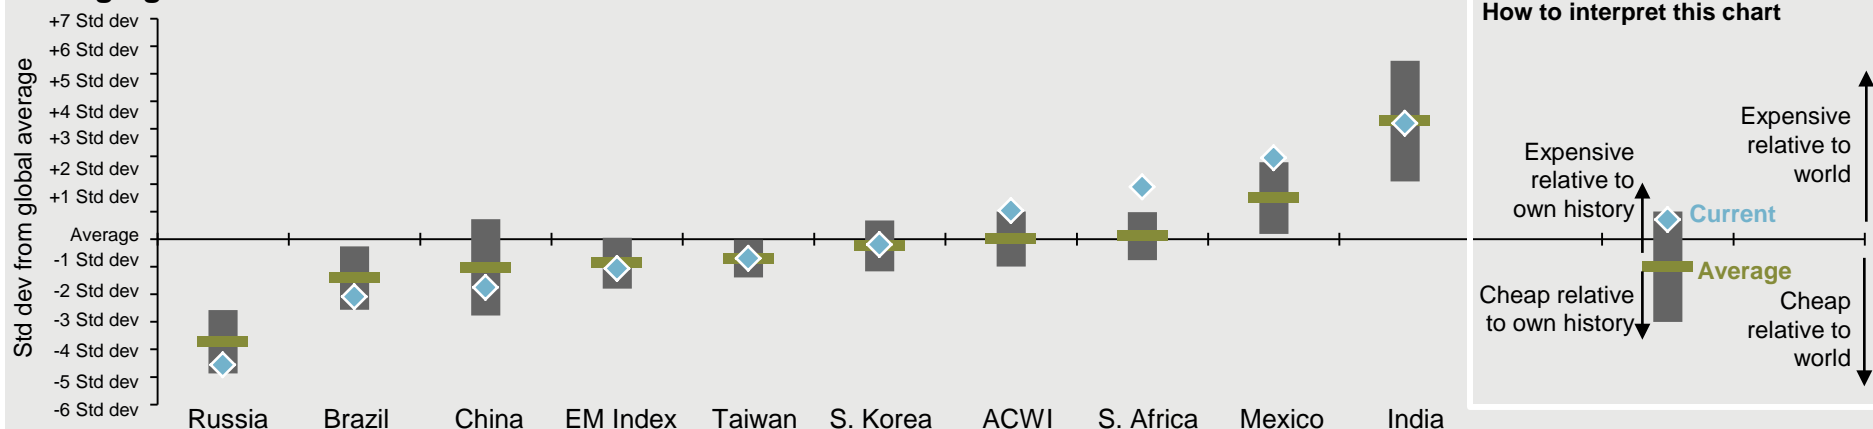 +7 Std dev
+6 Std dev
+5 Std dev
+4 Std dev
+3 Std dev
+2 Std dev
+1 Std dev
Average
-1 Std dev
-2 Std dev
-3 Std dev
-4 Std dev
-5 Std dev
-6 Std dev
Std dev from global average
Russia
Brazil
China
EM Index
Taiwan
S. Korea
ACWI
S. Africa
Mexico
India
How to interpret this chart
Expensive
relative to
own history
Expensive
relative to
world
Current
Average
Cheap relative
to own history
Cheap
relative to
world